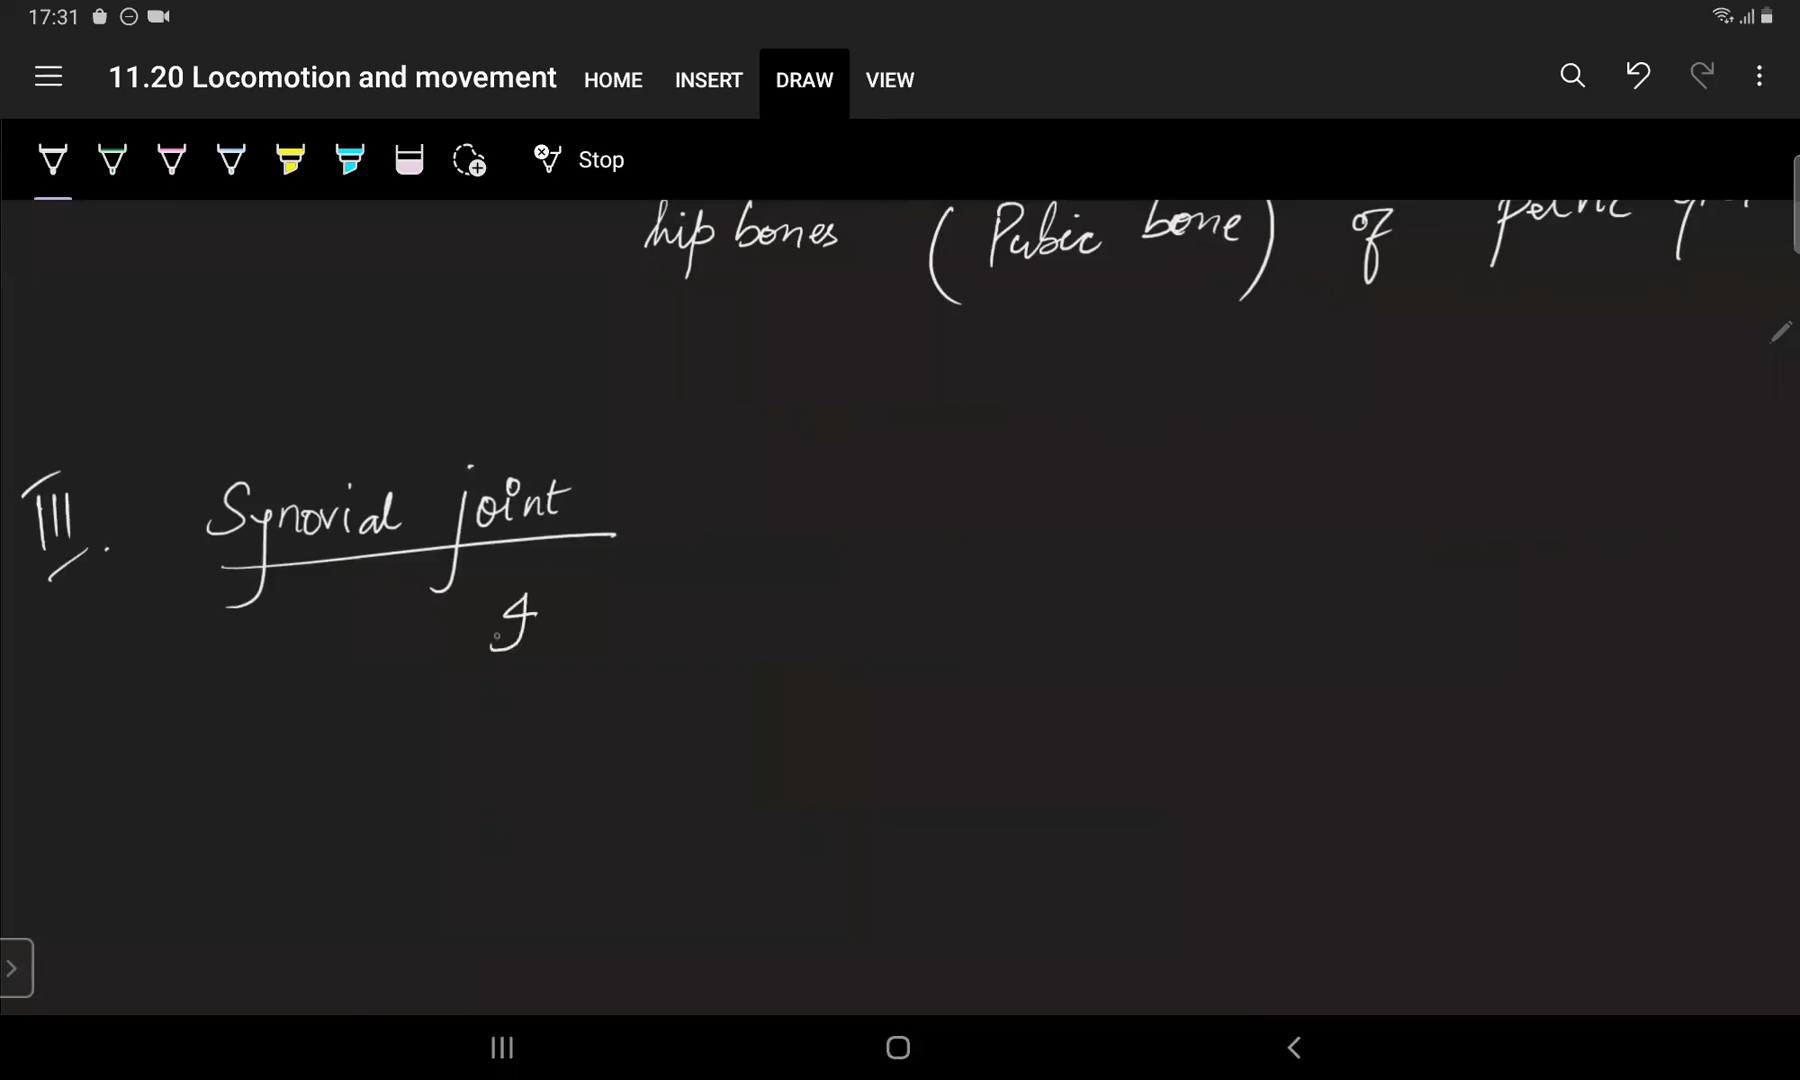 17:31
11.20 Locomotion and movement HOME INSERT DRAW VIEW
Stop
hip bones (Pubic bone) of pelvic
III. Synovial joint